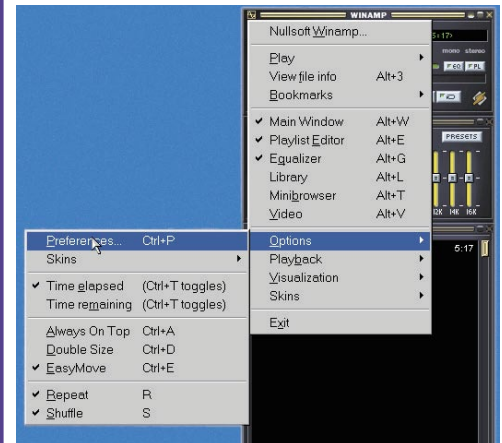 WINAMP
Nullsoft Winamp...
Play
View file info Alt+3
Bookmarks
Main Window Alt+W
Playlist Editor Alt+E
Equalizer Alt+G
Library Alt+L
Minibrowser Alt+T
Video Alt+V
Options
Playback
Visualization
Skins
Exit
mono stereo
EQ PL
PRESETS
12K 14K 16K
5:17
Preferences... Ctrl+P
Skins
Time elapsed (Ctrl+T toggles)
Time remaining (Ctrl+T toggles)
Always On Top Ctrl+A
Double Size Ctrl+D
EasyMove Ctrl+E
Repeat R
Shuffle S